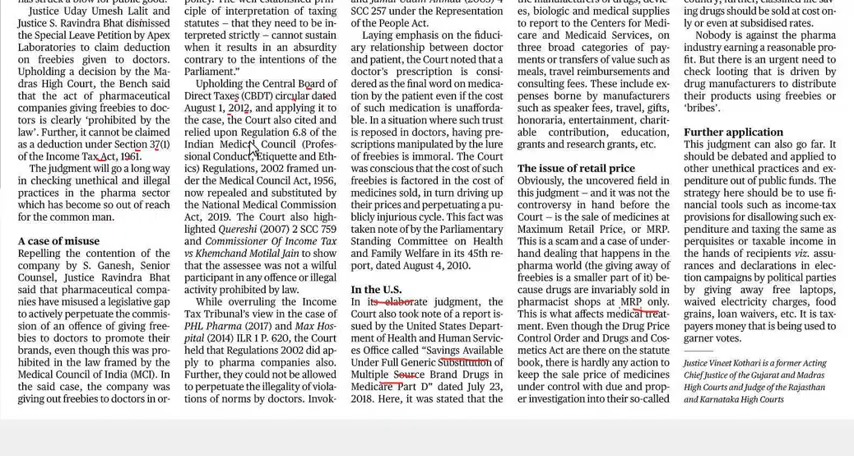 Justice Uday Umesh Lalit and
Justice S. Ravindra Bhat dismissed
the Special Leave Petition by Apex
Laboratories to claim deduction
on freebies given to doctors.
Upholding a decision by the Ma-
dras High Court, the Bench said
that the act of pharmaceutical
companies giving freebies to doc-
tors is clearly ‘prohibited by the
law’. Further, it cannot be claimed
as a deduction under Section 37(1)
of the Income Tax Act, 1961.
The judgment will go a long way
in checking unethical and illegal
practices in the pharma sector
which has become so out of reach
for the common man.
A case of misuse
Repelling the contention of the
company by S. Ganesh, Senior
Counsel, Justice Ravindra Bhat
said that pharmaceutical compa-
nies have misused a legislative gap
to actively perpetuate the commis-
sion of an offence of giving free-
bies to doctors to promote their
brands, even though this was pro-
hibited in the law framed by the
Medical Council of India (MCI). In
the said case, the company was
giving out freebies to doctors in or-
ciple of interpretation of taxing
statutes – that they need to be in-
terpreted strictly – cannot sustain
when it results in an absurdity
contrary to the intentions of the
Parliament.”
Upholding the Central Board of
Direct Taxes (CBDT) circular dated
August 1, 2012, and applying it to
the case, the Court also cited and
relied upon Regulation 6.8 of the
Indian Medical Council (Profes-
sional Conduct, Etiquette and Eth-
ics) Regulations, 2002 framed un-
der the Medical Council Act, 1956,
now repealed and substituted by
the National Medical Commission
Act, 2019. The Court also high-
lighted Quereshi (2007) 2 SCC 759
and Commissioner Of Income Tax
vs Khemchand Motilal Jain to show
that the assessee was not a wilful
participant in any offence or illegal
activity prohibited by law.
While overruling the Income
Tax Tribunal’s view in the case of
PHL Pharma (2017) and Max Hos-
pital (2014) ILR 1 P. 620, the Court
held that Regulations 2002 did ap-
ply to pharma companies also.
Further, they could not be allowed
to perpetuate the illegality of viola-
tions of norms by doctors. Invok-
SCC 257 under the Representation
of the People Act.
Laying emphasis on the fiduci-
ary relationship between doctor
and patient, the Court noted that a
doctor’s prescription is consi-
dered as the final word on medica-
tion by the patient even if the cost
of such medication is unafforda-
ble. In a situation where such trust
is reposed in doctors, having pre-
scriptions manipulated by the lure
of freebies is immoral. The Court
was conscious that the cost of such
freebies is factored in the cost of
medicines sold, in turn driving up
their prices and perpetuating a pu-
blicly injurious cycle. This fact was
taken note of by the Parliamentary
Standing Committee on Health
and Family Welfare in its 45th re-
port, dated August 4, 2010.
In the U.S.
In its elaborate judgment, the
Court also took note of a report is-
sued by the United States Depart-
ment of Health and Human Servic-
es Office called “Savings Available
Under Full Generic Substitution of
Multiple Source Brand Drugs in
Medicare Part D” dated July 23,
2018. Here, it was stated that the
es, biologic and medical supplies
to report to the Centers for Medi-
care and Medicaid Services, on
three broad categories of pay-
ments or transfers of value such as
meals, travel reimbursements and
consulting fees. These include ex-
penses borne by manufacturers
such as speaker fees, travel, gifts,
honoraria, entertainment, charit-
able contribution, education,
grants and research grants, etc.
The issue of retail price
Obviously, the uncovered field in
this judgment – and it was not the
controversy in hand before the
Court – is the sale of medicines at
Maximum Retail Price, or MRP.
This is a scam and a case of under-
hand dealing that happens in the
pharma world (the giving away of
freebies is a smaller part of it) be-
cause drugs are invariably sold in
pharmacist shops at MRP only.
This is what affects medical treat-
ment. Even though the Drug Price
Control Order and Drugs and Cos-
metics Act are there on the statute
book, there is hardly any action to
keep the sale price of medicines
under control with due and prop-
er investigation into their so-called
ing drugs should be sold at cost on-
ly or even at subsidised rates.
Nobody is against the pharma
industry earning a reasonable pro-
fit. But there is an urgent need to
check looting that is driven by
drug manufacturers to distribute
their products using freebies or
‘bribes’.
Further application
This judgment can also go far. It
should be debated and applied to
other unethical practices and ex-
penditure out of public funds. The
strategy here should be to use fi-
nancial tools such as income-tax
provisions for disallowing such ex-
penditure and taxing the same as
perquisites or taxable income in
the hands of recipients viz. assu-
rances and declarations in elec-
tion campaigns by political parties
by giving away free laptops,
waived electricity charges, food
grains, loan waivers, etc. It is tax-
payers money that is being used to
garner votes.
Justice Vineet Kothari is a former Acting
Chief Justice of the Gujarat and Madras
High Courts and Judge of the Rajasthan
and Karnataka High Courts